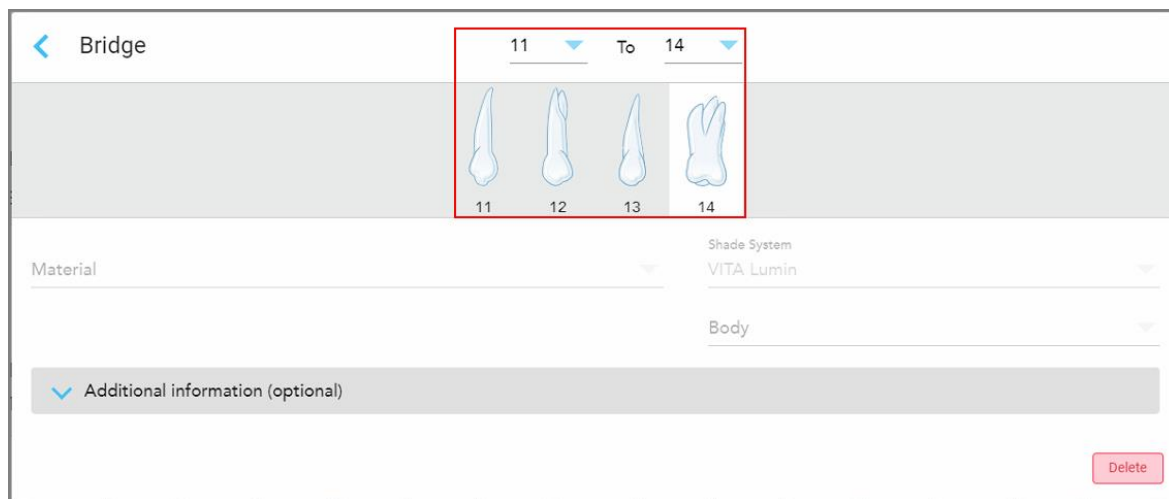 Bridge 11 To 14
11 12 13 14
Shade System
Material VITA Lumin
Body
Additional information (optional)
Delete